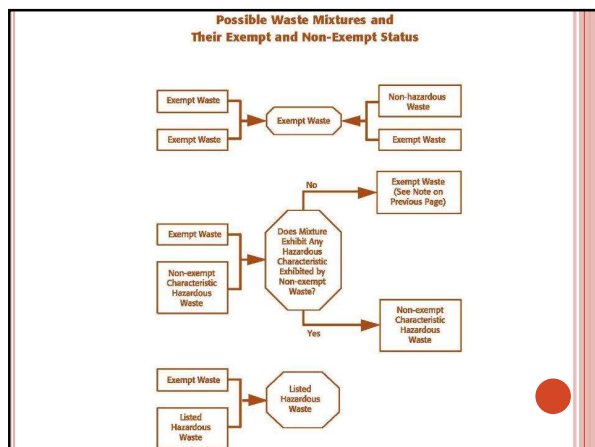 Possible Waste Mixtures and
Their Exempt and Non-Exempt Status
Exempt Waste
Exempt Waste
Exempt Waste
Non-hazardous
Waste
Exempt Waste
No
Exempt Waste
(See Note on
Previous Page)
Exempt Waste
Non-exempt
Characteristic
Hazardous
Waste
Does Mixture
Exhibit Any
Hazardous
Characteristic
Exhibited by
Non-exempt
Waste?
Yes
Non-exempt
Characteristic
Hazardous
Waste
Exempt Waste
Listed
Hazardous
Waste
Listed
Hazardous
Waste